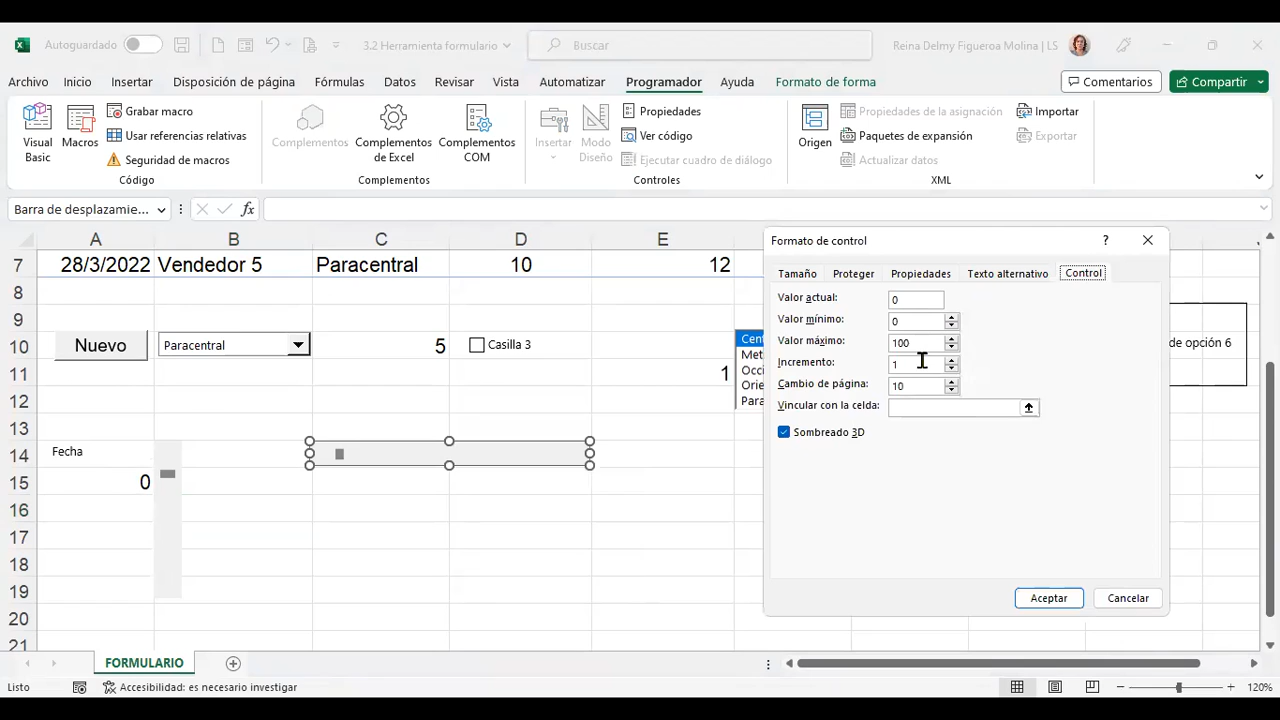 Autoguardado
3.2 Herramienta formulario
Buscar
Reina Delmy Figueroa Molina | LS
Archivo Inicio Insertar Disposición de página Fórmulas Datos Revisar Vista Automatizar Programador Ayuda Formato de forma
Comentarios
Compartir
Visual Basic
Macros
Grabar macro
Usar referencias relativas
Seguridad de macros
Código
Complementos
Complementos de Excel
Complementos COM
Complementos
Insertar
Modo Diseño
Propiedades
Ver código
Ejecutar cuadro de diálogo
Controles
Origen
Propiedades de la asignación
Paquetes de expansión
Actualizar datos
Importar
Exportar
XML
Barra de desplazamie...
fx
A B C D E
7 28/3/2022 Vendedor 5 Paracentral 10 12
8
9
10 Nuevo Paracentral 5 Casilla 3
11 1
12
13
14 Fecha
15 0
16
17
18
19
20
21
Cent
Met
Occi
Orie
Para
de opción 6
Formato de control
?
Tamaño Proteger Propiedades Texto alternativo Control
Valor actual: 0
Valor mínimo: 0
Valor máximo: 100
Incremento: 1
Cambio de página: 10
Vincular con la celda:
Sombreado 3D
Aceptar Cancelar
FORMULARIO
Listo
Accesibilidad: es necesario investigar
120%